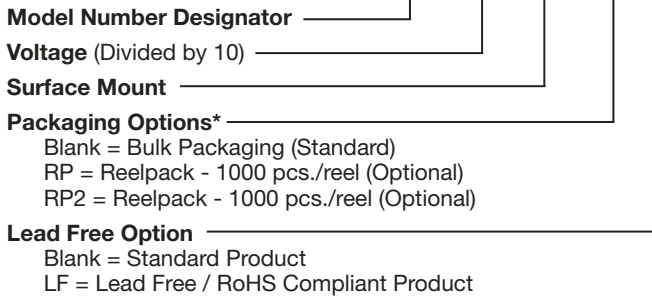 Model Number Designator
Voltage (Divided by 10)
Surface Mount
Packaging Options*
Blank = Bulk Packaging (Standard)
RP = Reelpack - 1000 pcs./reel (Optional)
RP2 = Reelpack - 1000 pcs./reel (Optional)
Lead Free Option
Blank = Standard Product
LF = Lead Free / RoHS Compliant Product